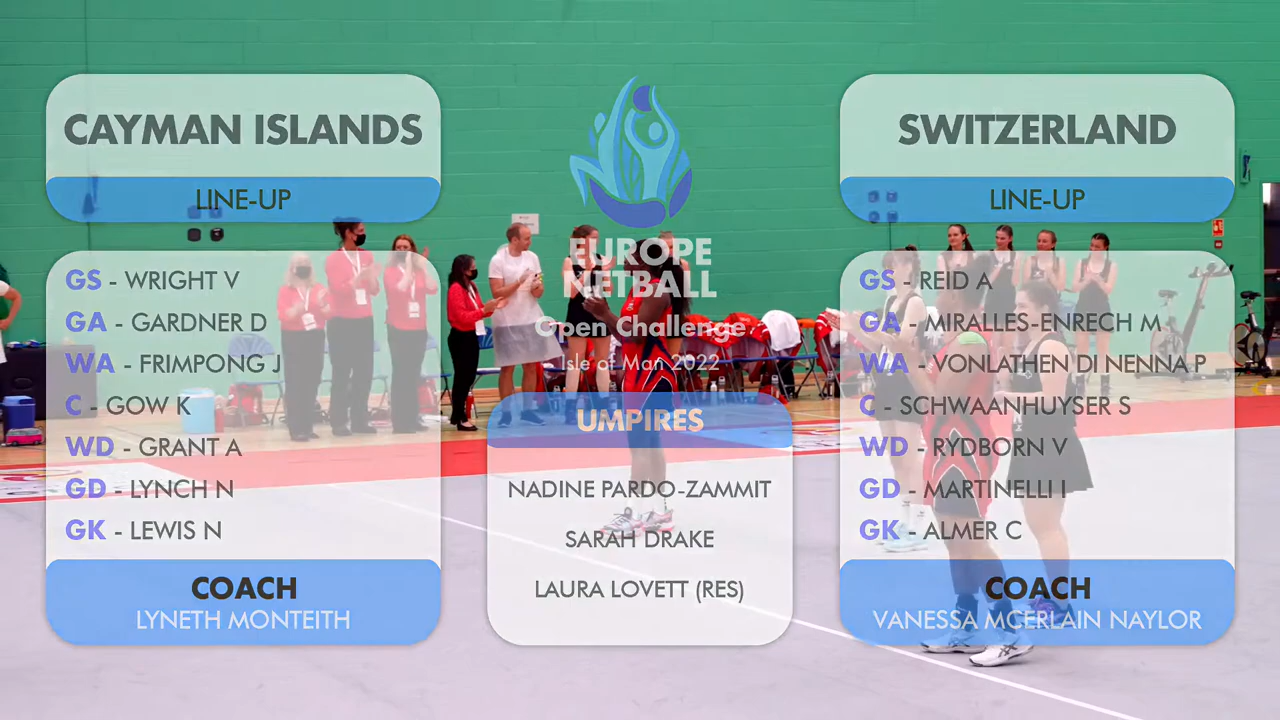 CAYMAN ISLANDS
LINE-UP
GS - WRIGHT V
GA - GARDNER D
WA - FRIMPONG J
C - GOW K
WD - GRANT A
GD - LYNCH N
GK - LEWIS N
COACH
LYNETH MONTEITH
EUROPE
NETBALL
Open Challenge
Isle of Man 2022
UMPIRES
NADINE PARDO-ZAMMIT
SARAH DRAKE
LAURA LOVETT (RES)
SWITZERLAND
LINE-UP
GS - REID A
GA - MIRALLES-ENRECH M
WA - VONLATHEN DI NENNA P
C - SCHWAANHUYSER S
WD - RYDBORN V
GD - MARTINELLI I
GK - ALMER C
COACH
VANESSA MCERLAIN NAYLOR